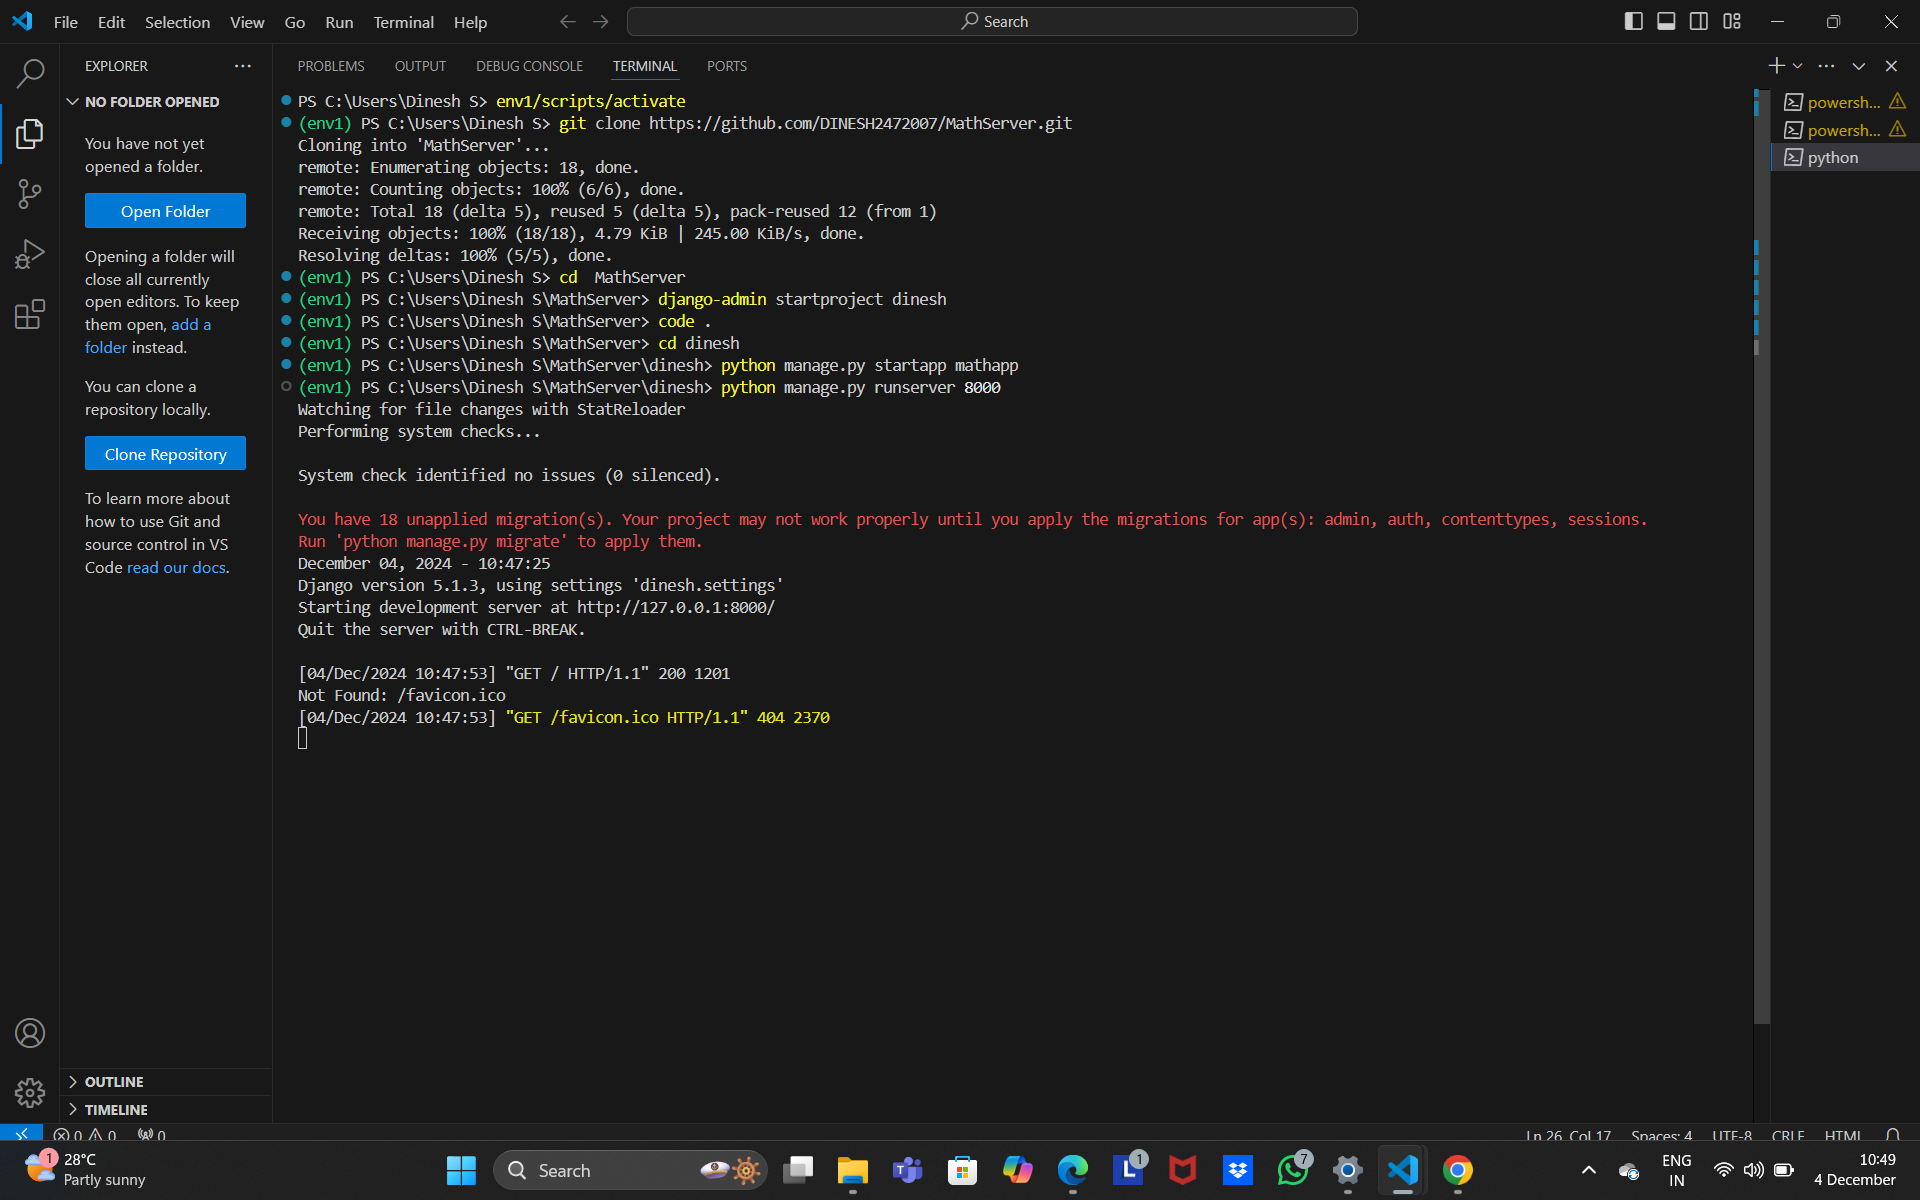 File Edit Selection View Go Run Terminal Help
Search
EXPLORER
NO FOLDER OPENED
You have not yet
opened a folder.
Open Folder
Opening a folder will
close all currently
open editors. To keep
them open, add a
folder instead.
You can clone a
repository locally.
Clone Repository
To learn more about
how to use Git and
source control in VS
Code read our docs.
OUTLINE
TIMELINE
PROBLEMS OUTPUT DEBUG CONSOLE TERMINAL PORTS
PS C:\Users\Dinesh S> env1/scripts/activate
(env1) PS C:\Users\Dinesh S> git clone https://github.com/DINESH2472007/MathServer.git
Cloning into 'MathServer'...
remote: Enumerating objects: 18, done.
remote: Counting objects: 100% (6/6), done.
remote: Total 18 (delta 5), reused 5 (delta 5), pack-reused 12 (from 1)
Receiving objects: 100% (18/18), 4.79 KiB | 245.00 KiB/s, done.
Resolving deltas: 100% (5/5), done.
(env1) PS C:\Users\Dinesh S> cd  MathServer
(env1) PS C:\Users\Dinesh S\MathServer> django-admin startproject dinesh
(env1) PS C:\Users\Dinesh S\MathServer> code .
(env1) PS C:\Users\Dinesh S\MathServer> cd dinesh
(env1) PS C:\Users\Dinesh S\MathServer\dinesh> python manage.py startapp mathapp
(env1) PS C:\Users\Dinesh S\MathServer\dinesh> python manage.py runserver 8000
Watching for file changes with StatReloader
Performing system checks...
System check identified no issues (0 silenced).
You have 18 unapplied migration(s). Your project may not work properly until you apply the migrations for app(s): admin, auth, contenttypes, sessions.
Run 'python manage.py migrate' to apply them.
December 04, 2024 - 10:47:25
Django version 5.1.3, using settings 'dinesh.settings'
Starting development server at http://127.0.0.1:8000/
Quit the server with CTRL-BREAK.
[04/Dec/2024 10:47:53] "GET / HTTP/1.1" 200 1201
Not Found: /favicon.ico
[04/Dec/2024 10:47:53] "GET /favicon.ico HTTP/1.1" 404 2370
powersh...
powersh...
python
0 0 0
Ln 26, Col 17 Spaces: 4 UTF-8 CRLF HTML
1
28°C
Partly sunny
Search
L 1
7
ENG
IN
10:49
4 December